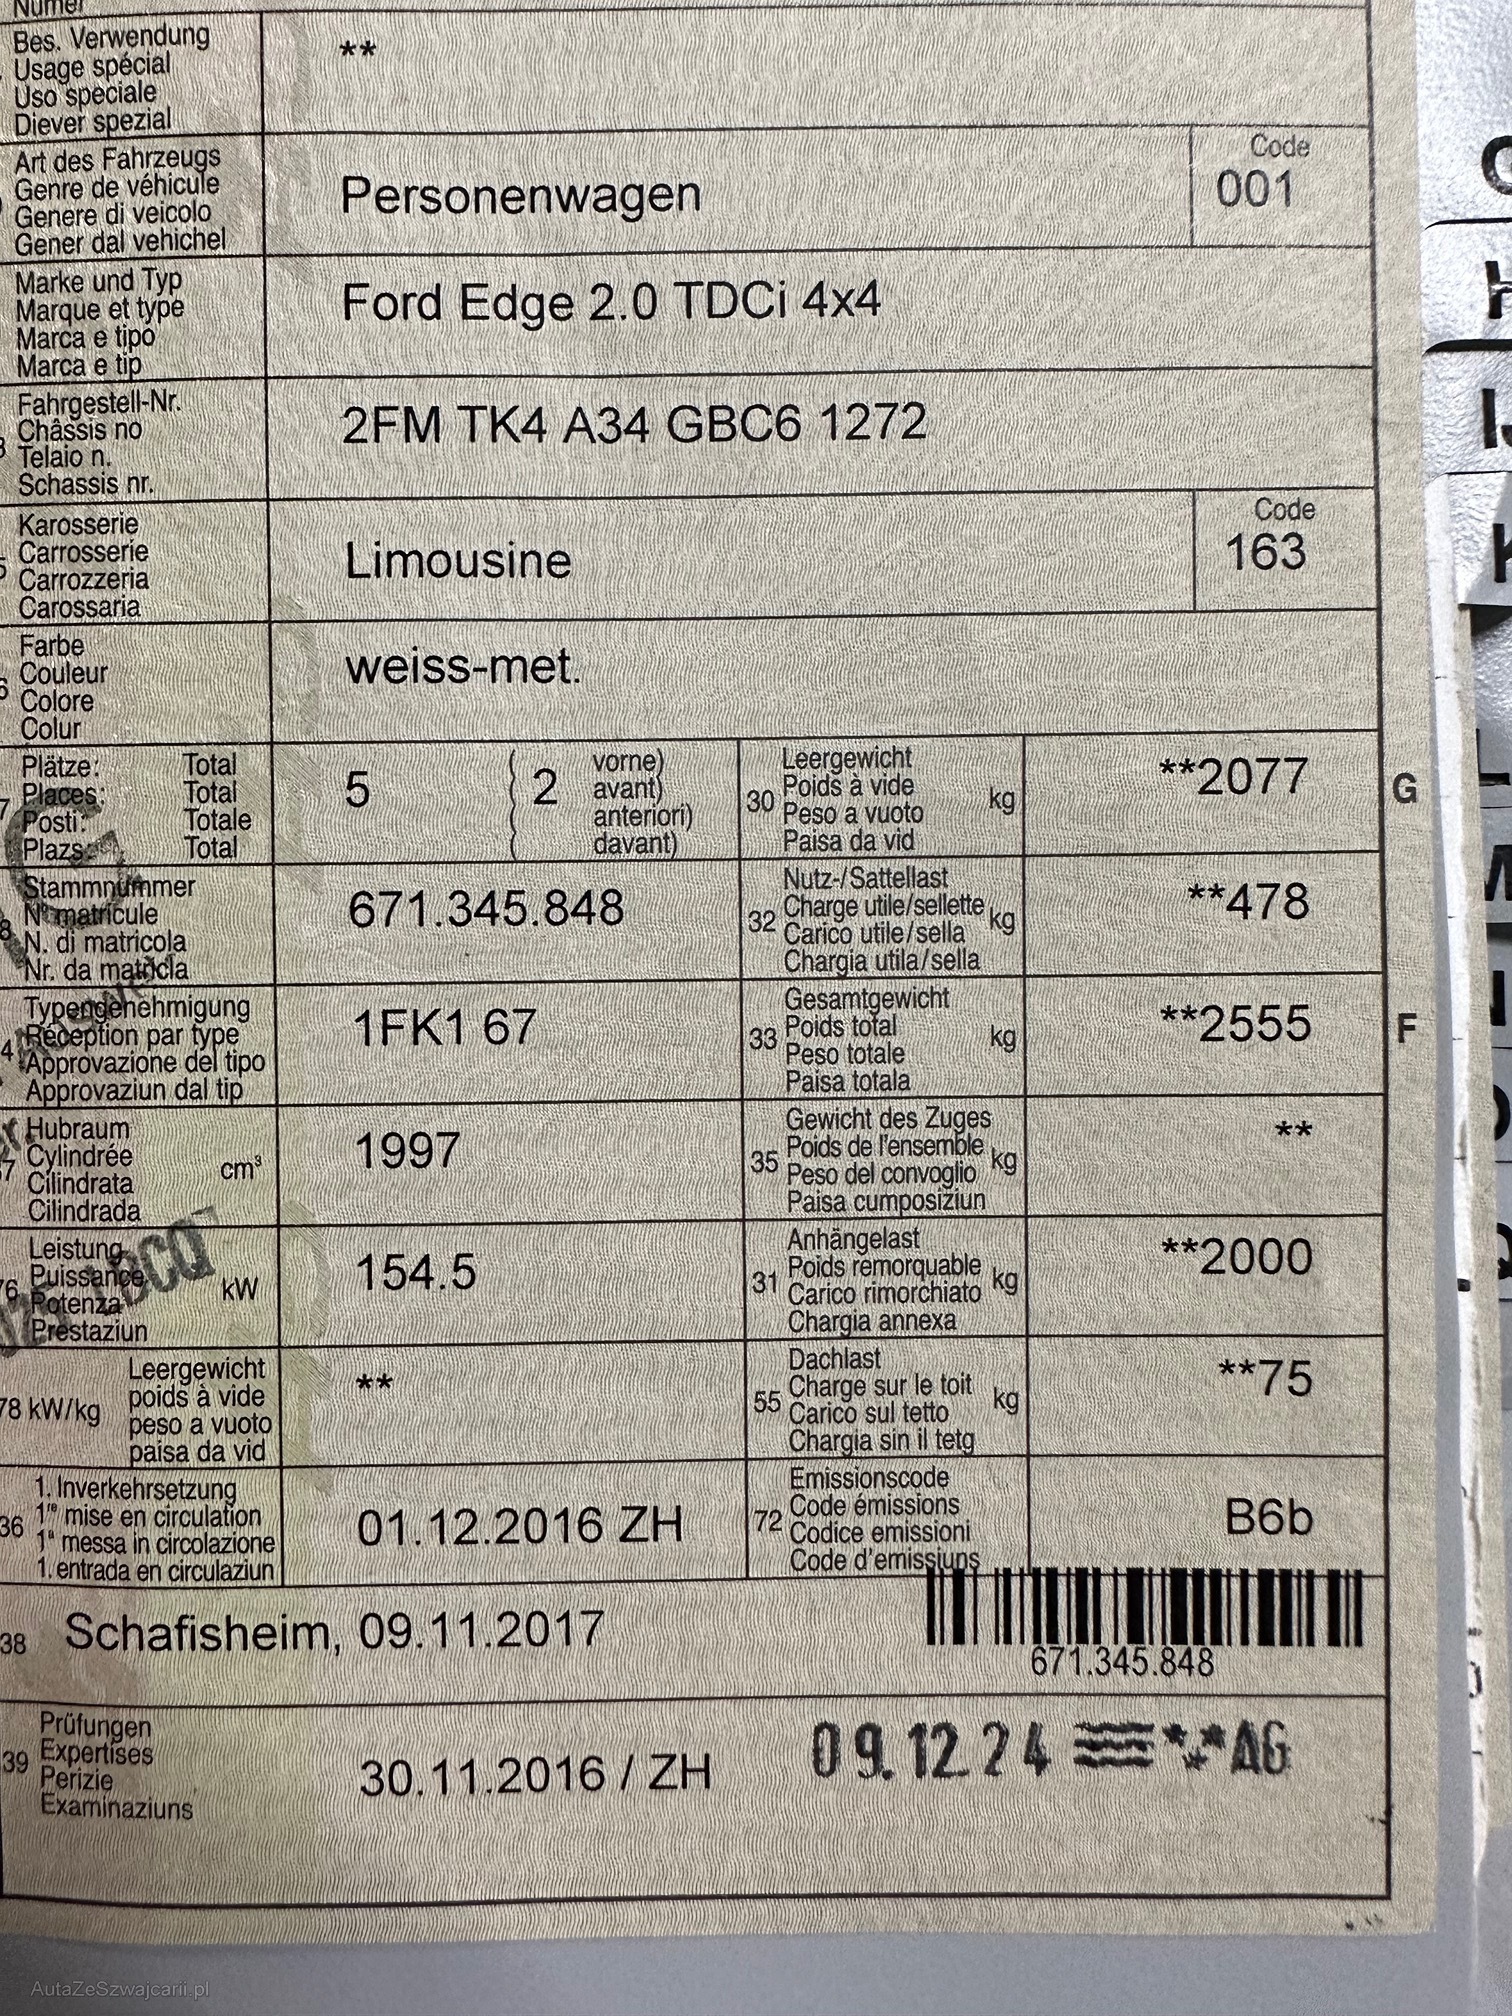 Numer
Bes. Verwendung
Usage spécial
Uso speciale
Diever spezial
**
Art des Fahrzeugs
Genre de véhicule
Genere di veicolo
Gener dal vehichel
Personenwagen
Code
001
Marke und Typ
Marque et type
Marca e tipo
Marca e tip
Ford Edge 2.0 TDCi 4x4
Fahrgestell-Nr.
Châssis no
Telaio n.
Schassis nr.
2FM TK4 A34 GBC6 1272
Karosserie
Carrosserie
Carrozzeria
Carossaria
Limousine
Code
163
Farbe
Couleur
Colore
Colur
weiss-met.
Plätze: Total
Places: Total
Posti: Totale
Plazs: Total
5 ( 2 vorne)
avant)
anteriori)
davant)
30 Leergewicht
Poids à vide
Peso a vuoto
Paisa da vid
kg
**2077
G
Stammnummer
No matricule
N. di matricola
Nr. da matricla
671.345.848
32 Nutz-/Sattellast
Charge utile/sellette
Carico utile/sella
Chargia utila/sella
kg
**478
Typengenehmigung
Réception par type
Approvazione del tipo
Approvaziun dal tip
1FK1 67
33 Gesamtgewicht
Poids total
Peso totale
Paisa totala
kg
**2555
F
Hubraum
Cylindrée
Cilindrata
Cilindrada
cm³
1997
35 Gewicht des Zuges
Poids de l'ensemble
Peso del convoglio
Paisa cumposiziun
kg
**
Leistung
Puissance
Potenza
Prestaziun
kW
154.5
31 Anhängelast
Poids remorquable
Carico rimorchiato
Chargia annexa
kg
**2000
78 kW/kg
Leergewicht
poids à vide
peso a vuoto
paisa da vid
**
55 Dachlast
Charge sur le toit
Carico sul tetto
Chargia sin il tetg
kg
**75
36 1. Inverkehrsetzung
1re mise en circulation
1a messa in circolazione
1. entrada en circulaziun
01.12.2016 ZH
72 Emissionscode
Code émissions
Codice emissioni
Code d'emissiuns
B6b
38 Schafisheim, 09.11.2017
671.345.848
39 Prüfungen
Expertises
Perizie
Examinaziuns
30.11.2016 / ZH
09.12.24 AG
AutaZeSzwajcarii.pl